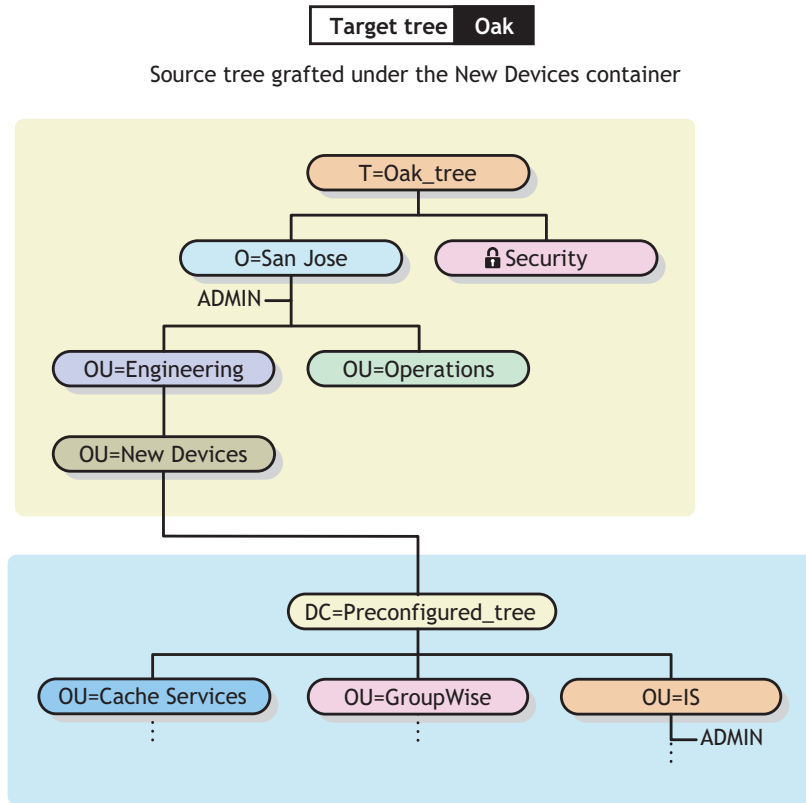 Target tree Oak
Source tree grafted under the New Devices container
T=Oak_tree
O=San Jose
Security
ADMIN
OU=Engineering
OU=Operations
OU=New Devices
DC=Preconfigured_tree
OU=Cache Services
OU=GroupWise
OU=IS
ADMIN